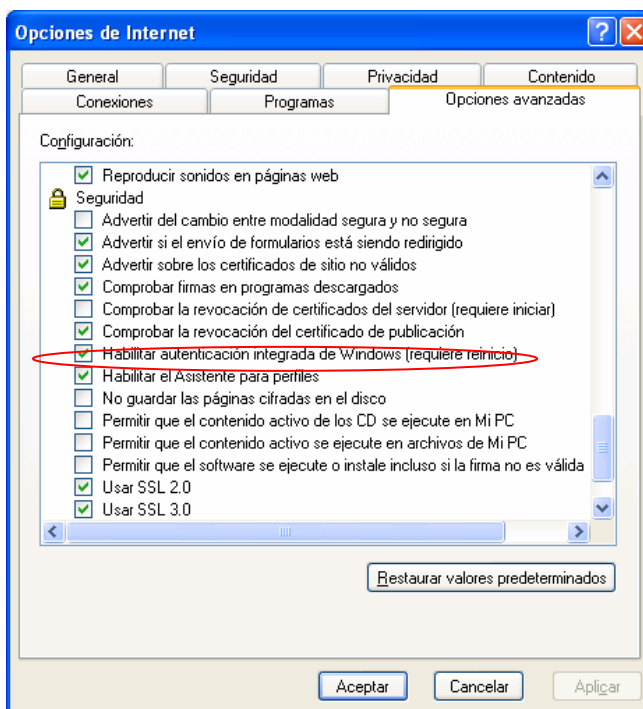 Opciones de Internet
General Seguridad Privacidad Contenido
Conexiones Programas Opciones avanzadas
Configuración:
Reproducir sonidos en páginas web
Seguridad
Advertir del cambio entre modalidad segura y no segura
Advertir si el envío de formularios está siendo redirigido
Advertir sobre los certificados de sitio no válidos
Comprobar firmas en programas descargados
Comprobar la revocación de certificados del servidor (requiere iniciar)
Comprobar la revocación del certificado de publicación
Habilitar autenticación integrada de Windows (requiere reinicio)
Habilitar el Asistente para perfiles
No guardar las páginas cifradas en el disco
Permitir que el contenido activo de los CD se ejecute en Mi PC
Permitir que el contenido activo se ejecute en archivos de Mi PC
Permitir que el software se ejecute o instale incluso si la firma no es válida
Usar SSL 2.0
Usar SSL 3.0
Restaurar valores predeterminados
Aceptar Cancelar Aplicar